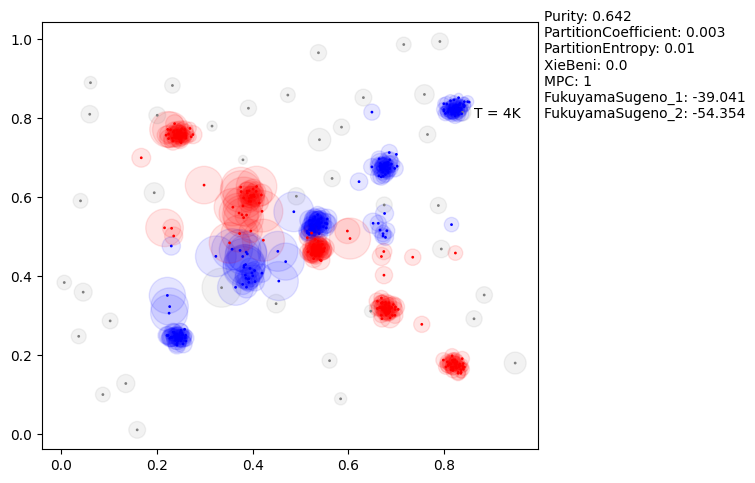 Purity: 0.642
PartitionCoefficient: 0.003
PartitionEntropy: 0.01
XieBeni: 0.0
MPC: 1
FukuyamaSugeno_1: -39.041
FukuyamaSugeno_2: -54.354
T = 4K
1.0
0.8
0.6
0.4
0.2
0.0
0.0 0.2 0.4 0.6 0.8